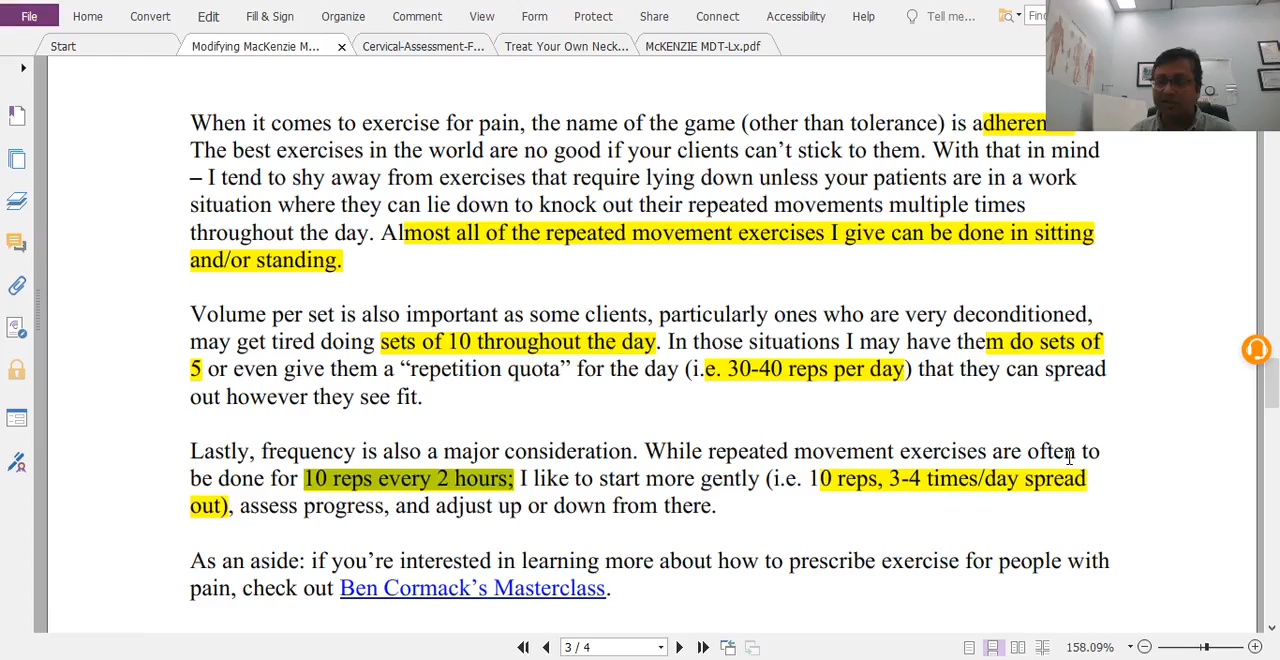 File Home Convert Edit Fill & Sign Organize Comment View Form Protect Share Connect Accessibility Help Tell me...
Start Modifying MacKenzie M... Cervical-Assessment-F... Treat Your Own Neck... McKENZIE MDT-Lx.pdf
When it comes to exercise for pain, the name of the game (other than tolerance) is
The best exercises in the world are no good if your clients can’t stick to them. With that in mind
– I tend to shy away from exercises that require lying down unless your patients are in a work
situation where they can lie down to knock out their repeated movements multiple times
throughout the day. Almost all of the repeated movement exercises I give can be done in sitting
and/or standing.
Volume per set is also important as some clients, particularly ones who are very deconditioned,
may get tired doing sets of 10 throughout the day. In those situations I may have them do sets of
5 or even give them a “repetition quota” for the day (i.e. 30-40 reps per day) that they can spread
out however they see fit.
Lastly, frequency is also a major consideration. While repeated movement exercises are often to
be done for 10 reps every 2 hours; I like to start more gently (i.e. 10 reps, 3-4 times/day spread
out), assess progress, and adjust up or down from there.
As an aside: if you’re interested in learning more about how to prescribe exercise for people with
pain, check out Ben Cormack’s Masterclass.
3 / 4 158.09%